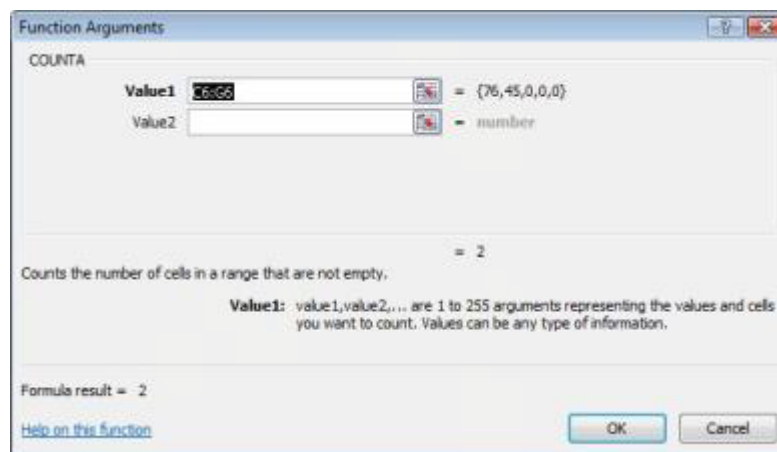 Function Arguments
COUNTA
Value1 C6:G6 = {76,45,0,0,0}
Value2 = number
= 2
Counts the number of cells in a range that are not empty.
Value1: value1,value2,... are 1 to 255 arguments representing the values and cells
you want to count. Values can be any type of information.
Formula result = 2
Help on this function
OK Cancel